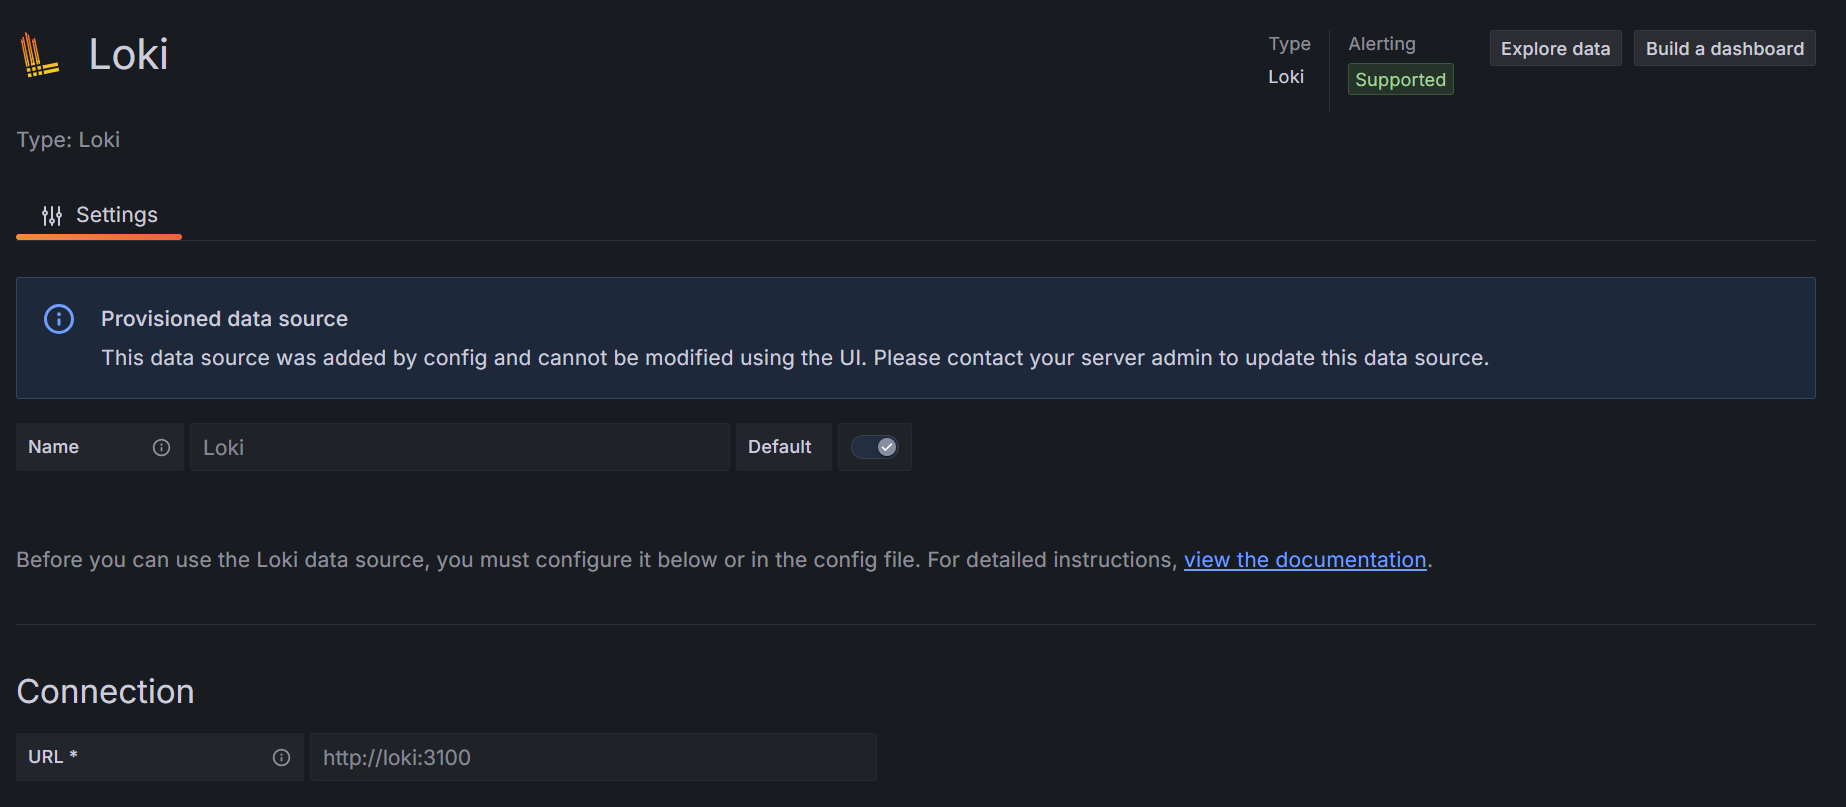 Loki
Type
Loki
Alerting
Supported
Explore data
Build a dashboard
Type: Loki
Settings
Provisioned data source
This data source was added by config and cannot be modified using the UI. Please contact your server admin to update this data source.
Name
Loki
Default
Before you can use the Loki data source, you must configure it below or in the config file. For detailed instructions, view the documentation.
Connection
URL *
http://loki:3100